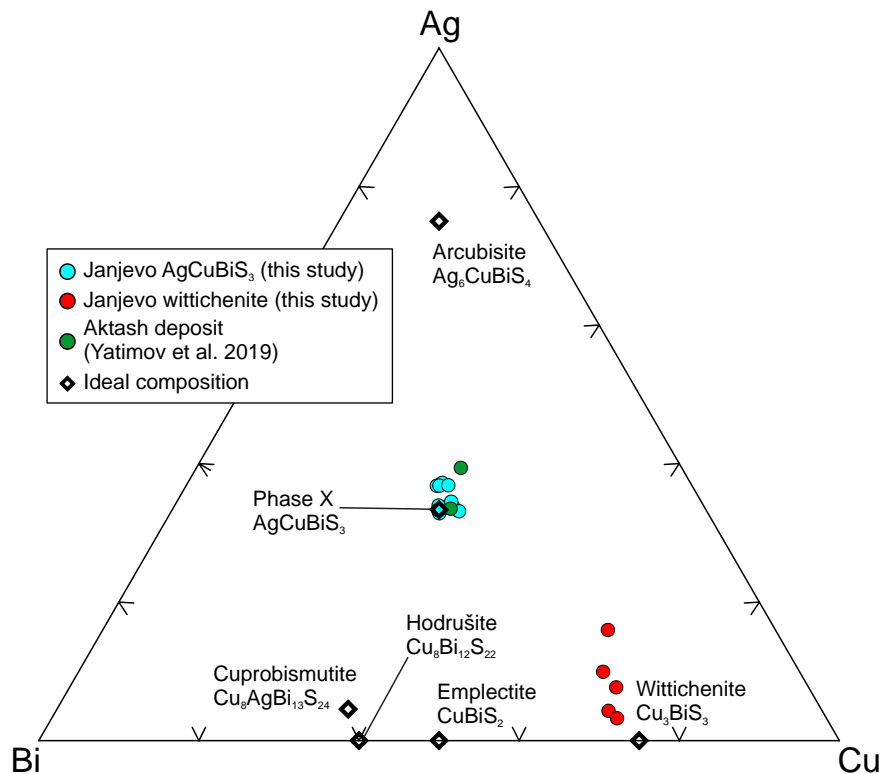 Ag
Arcubisite
Ag₆CuBiS₄
Janjevo AgCuBiS₃ (this study)
Janjevo wittichenite (this study)
Aktash deposit
(Yatimov et al. 2019)
Ideal composition
Phase X
AgCuBiS₃
Hodrušite
Cu₈Bi₁₂S₂₂
Cuprobismutite
Cu₈AgBi₁₃S₂₄
Emplectite
CuBiS₂
Wittichenite
Cu₃BiS₃
Bi
Cu